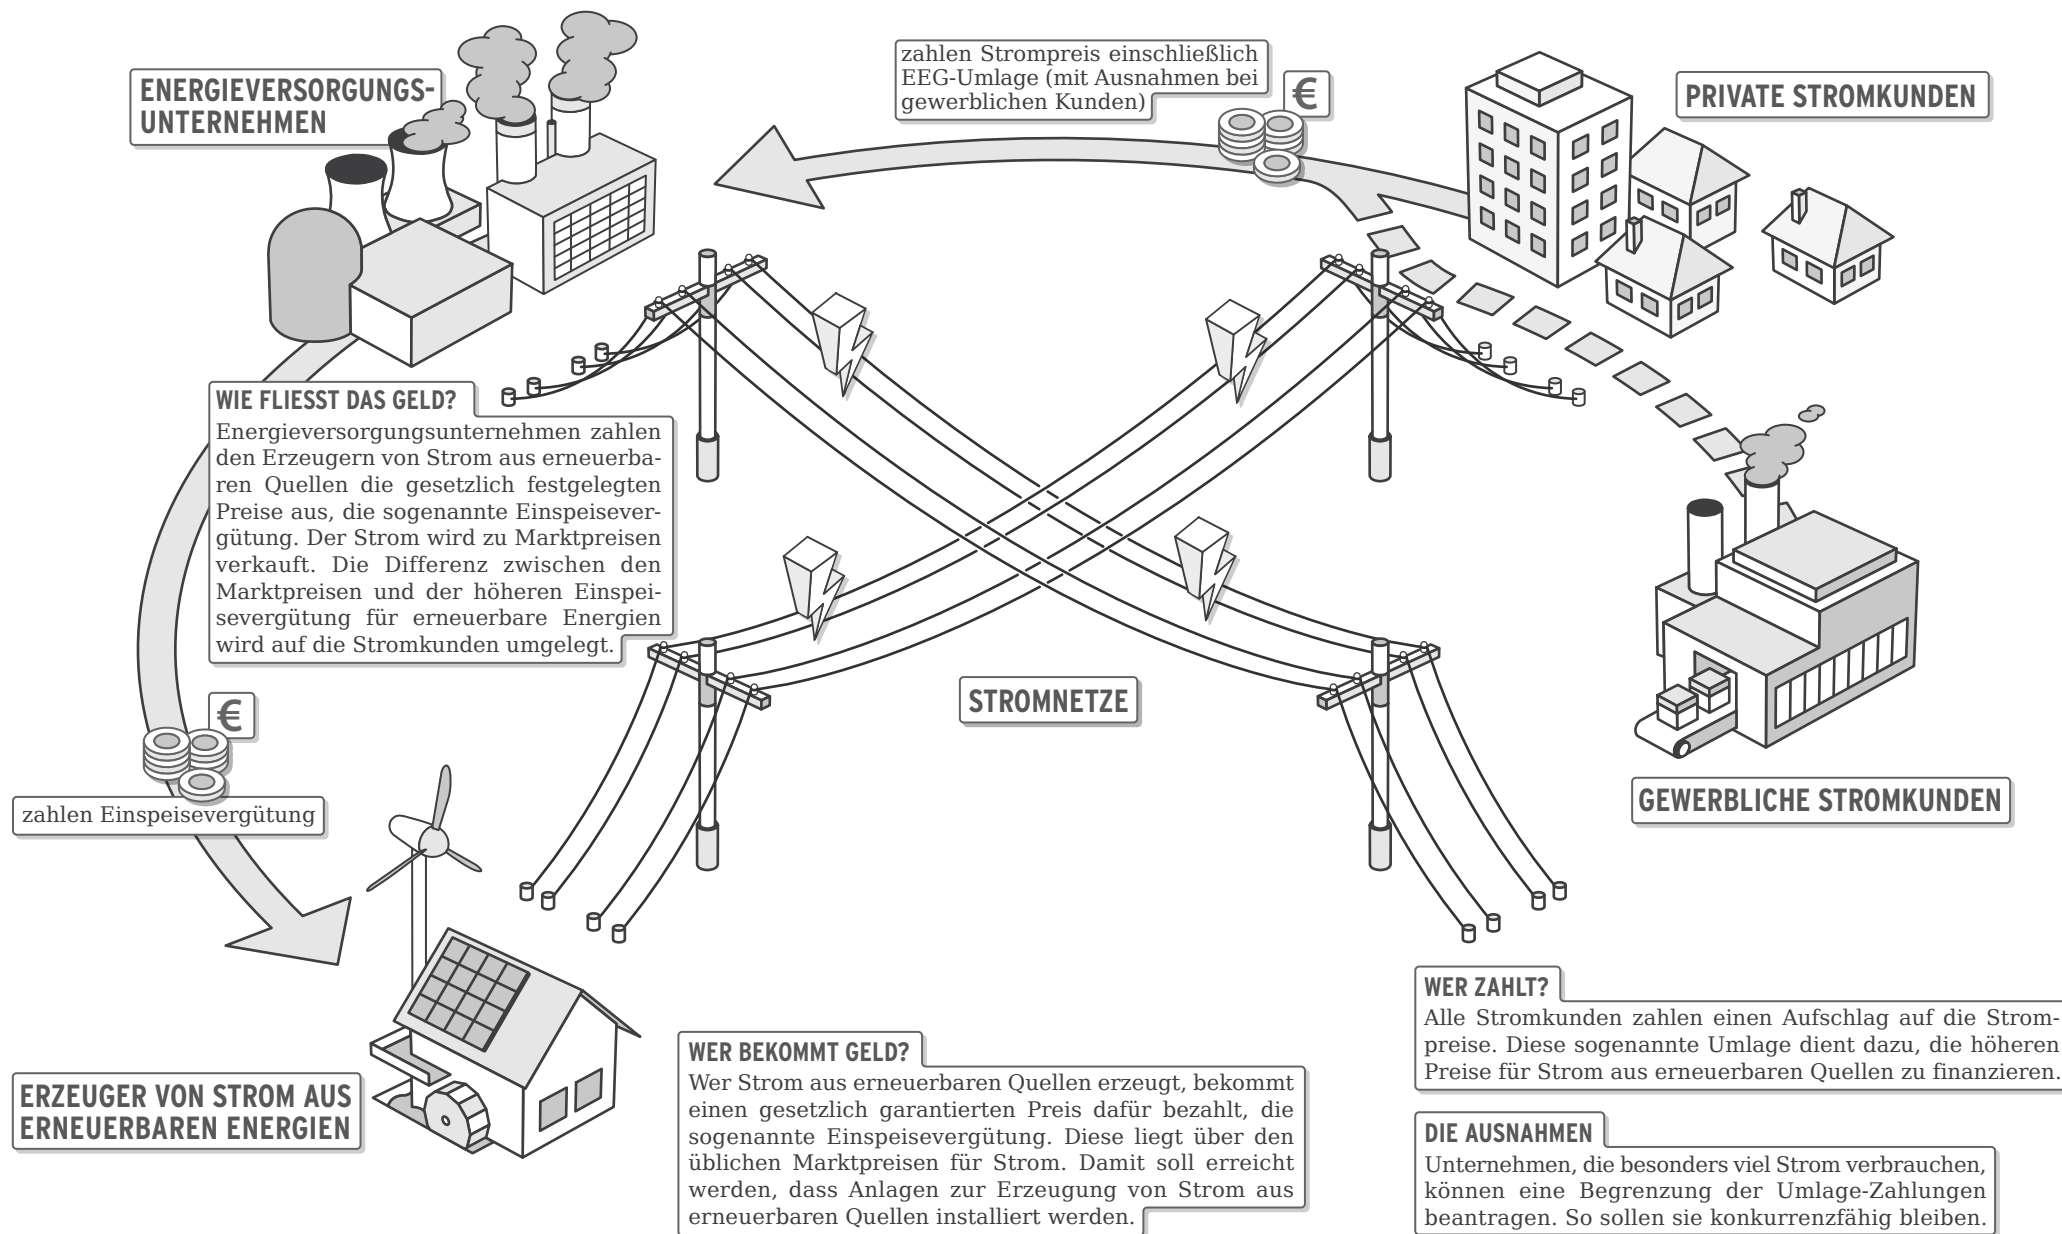 ENERGIEVERSORGUNGS-
UNTERNEHMEN
zahlen Strompreis einschließlich
EEG-Umlage (mit Ausnahmen bei
gewerblichen Kunden)
€
PRIVATE STROMKUNDEN
WIE FLIESST DAS GELD?
Energieversorgungsunternehmen zahlen
den Erzeugern von Strom aus erneuerba-
ren Quellen die gesetzlich festgelegten
Preise aus, die sogenannte Einspeisever-
gütung. Der Strom wird zu Marktpreisen
verkauft. Die Differenz zwischen den
Marktpreisen und der höheren Einspei-
severgütung für erneuerbare Energien
wird auf die Stromkunden umgelegt.
STROMNETZE
€
zahlen Einspeisevergütung
GEWERBLICHE STROMKUNDEN
ERZEUGER VON STROM AUS
ERNEUERBAREN ENERGIEN
WER BEKOMMT GELD?
Wer Strom aus erneuerbaren Quellen erzeugt, bekommt
einen gesetzlich garantierten Preis dafür bezahlt, die
sogenannte Einspeisevergütung. Diese liegt über den
üblichen Marktpreisen für Strom. Damit soll erreicht
werden, dass Anlagen zur Erzeugung von Strom aus
erneuerbaren Quellen installiert werden.
WER ZAHLT?
Alle Stromkunden zahlen einen Aufschlag auf die Strom-
preise. Diese sogenannte Umlage dient dazu, die höheren
Preise für Strom aus erneuerbaren Quellen zu finanzieren.
DIE AUSNAHMEN
Unternehmen, die besonders viel Strom verbrauchen,
können eine Begrenzung der Umlage-Zahlungen
beantragen. So sollen sie konkurrenzfähig bleiben.